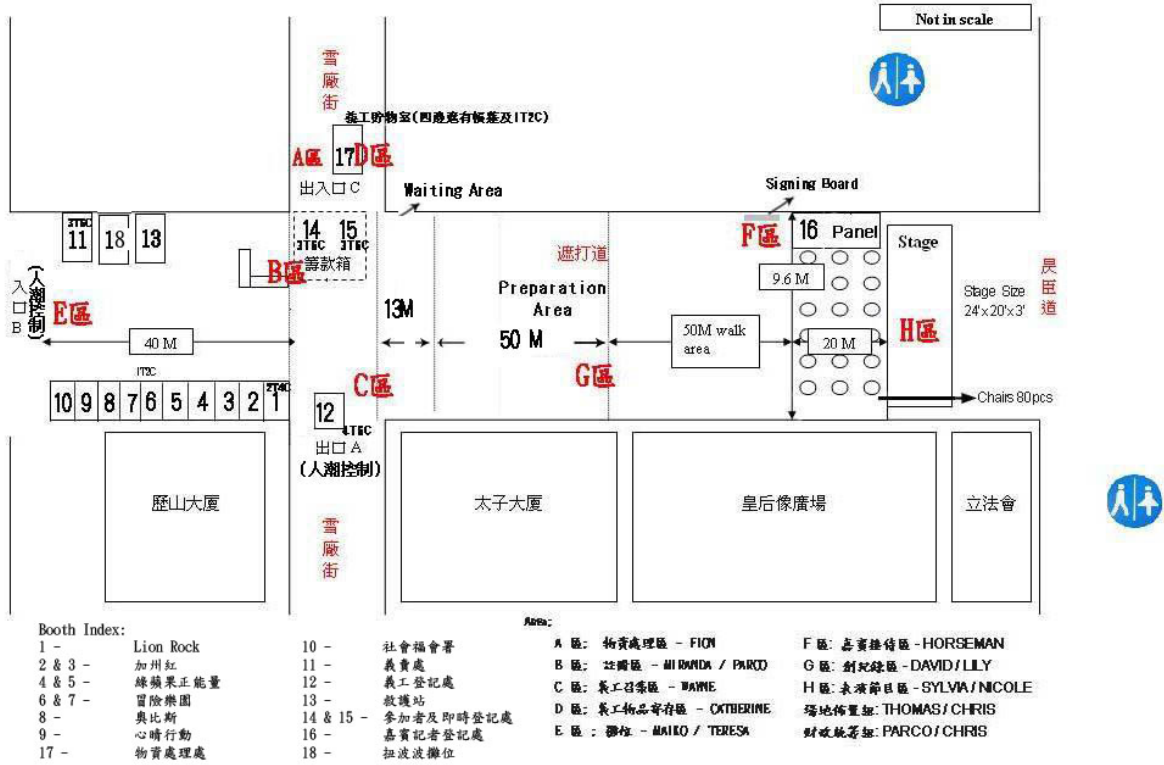 Not in scale
雪廠街
義工貯物室(四邊遮有帳蓬及1T2C)
A區 17 D區
出入口 C
Waiting Area
Signing Board
3T6C
11 18 13
14 15
3T6C 3T6C
籌款箱
B區
遮打道
F區
16 Panel
Stage
9.6 M
入口 B
(人潮控制)
E區
13M
Preparation Area
Stage Size
24'x20'x3'
昃臣道
40 M
50 M
50M walk area
20 M
H區
1T2C
C區
G區
10 9 8 7 6 5 4 3 2 1
2T4C
12
4T6C
Chairs 80pcs
出口 A
(人潮控制)
歷山大厦
太子大厦
皇后像廣場
立法會
雪廠街
Booth Index:
1 - Lion Rock
2 & 3 - 加州紅
4 & 5 - 綠蘋果正能量
6 & 7 - 冒險樂園
8 - 奧比斯
9 - 心晴行動
17 - 物資處理處
10 - 社會福會署
11 - 義賣處
12 - 義工登記處
13 - 救護站
14 & 15 - 參加者及即時登記處
16 - 嘉賓記者登記處
18 - 扭波波攤位
Area:
A 區: 物資處理區 - FION
B 區: 註冊區 - MIRANDA / PARCO
C 區: 義工召集區 - WAYNE
D 區: 義工物品寄存區 - CATHERINE
E 區 : 攤位 - MAIKO / TERESA
F 區: 嘉賓接待區 - HORSEMAN
G 區: 創紀錄區 - DAVID / LILY
H 區: 表演節目區 - SYLVIA / NICOLE
場地佈置組: THOMAS / CHRIS
財政統籌組: PARCO / CHRIS